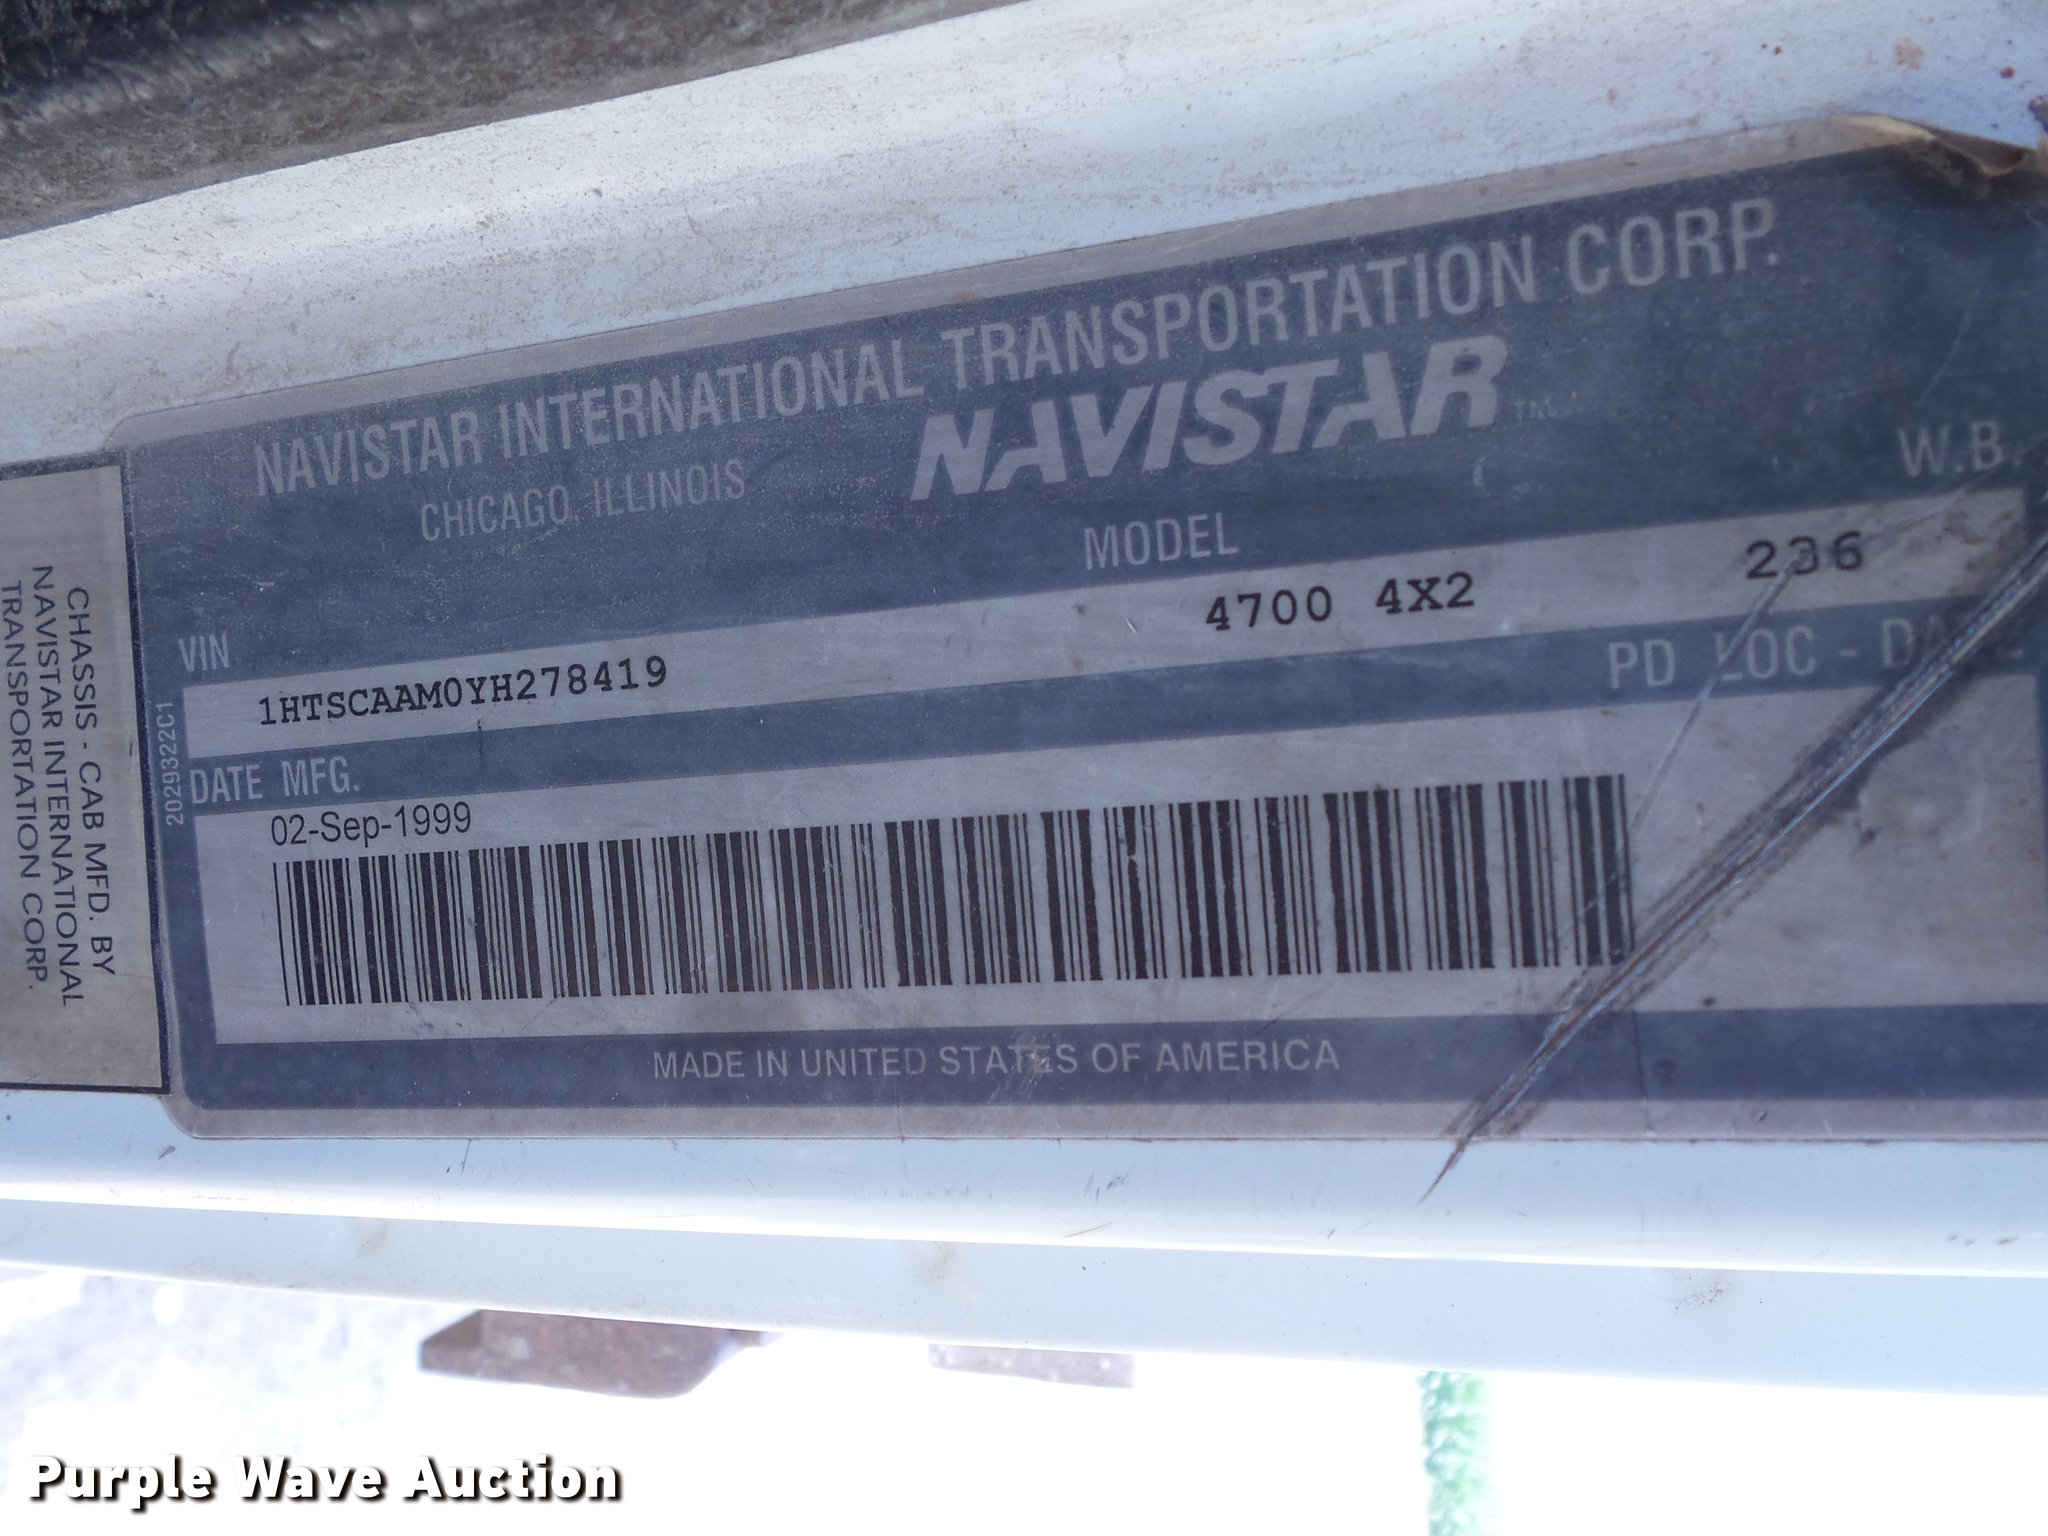 NAVISTAR INTERNATIONAL TRANSPORTATION CORP.
CHICAGO, ILLINOIS
NAVISTAR TM
VIN
MODEL
W.B.
1HTSCAAM0YH278419
4700 4X2
236
DATE MFG.
PD LOC - DATE
02-Sep-1999
MADE IN UNITED STATES OF AMERICA
2029322C1
CHASSIS - CAB MFD. BY
NAVISTAR INTERNATIONAL
TRANSPORTATION CORP.
Purple Wave Auction